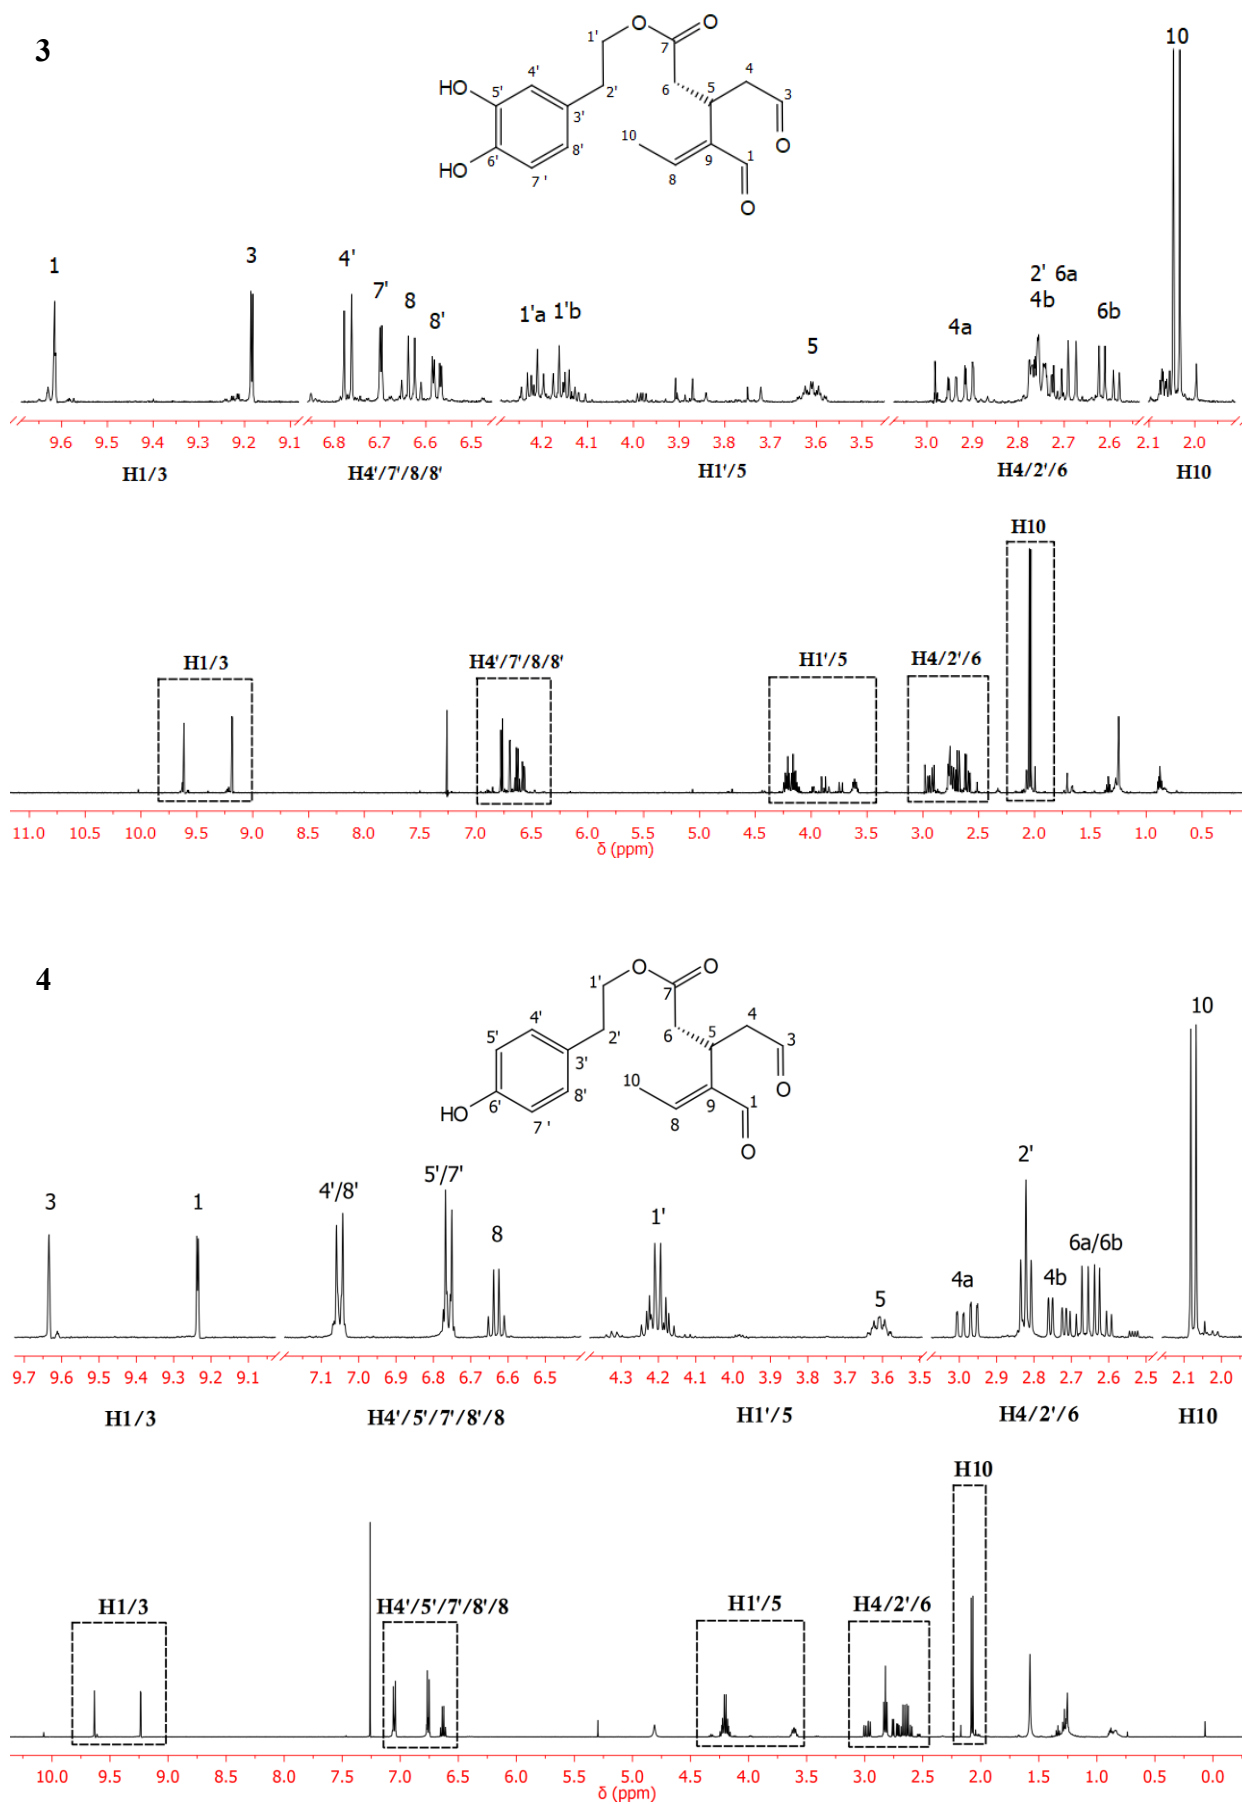 3
O
O
1'
7
4'
4
HO
5'
2'
6
5
3
3'
10
O
6'
8'
9
1
HO
7 '
8
O
10
1
3
4'
7'
8
8'
1'a
1'b
5
4a
2'
4b
6a
6b
9.6 9.5 9.4 9.3 9.2 9.1 6.8 6.7 6.6 6.5 4.2 4.1 4.0 3.9 3.8 3.7 3.6 3.5 3.0 2.9 2.8 2.7 2.6 2.1 2.0
H1/3 H4'/7'/8/8' H1'/5 H4/2'/6 H10
H10
H1/3 H4'/7'/8/8' H1'/5 H4/2'/6
11.0 10.5 10.0 9.5 9.0 8.5 8.0 7.5 7.0 6.5 6.0 5.5 5.0 4.5 4.0 3.5 3.0 2.5 2.0 1.5 1.0 0.5
δ (ppm)
4
O
O
1'
7
4'
4
5'
2'
6
5
3
3'
10
O
6'
8'
9
1
HO
7 '
8
O
10
3
1
4'/8'
5'/7'
8
1'
5
4a
2'
4b
6a/6b
9.7 9.6 9.5 9.4 9.3 9.2 9.1 7.1 7.0 6.9 6.8 6.7 6.6 6.5 4.3 4.2 4.1 4.0 3.9 3.8 3.7 3.6 3.5 3.0 2.9 2.8 2.7 2.6 2.5 2.1 2.0
H1/3 H4'/5'/7'/8'/8 H1'/5 H4/2'/6 H10
H10
H1/3 H4'/5'/7'/8'/8 H1'/5 H4/2'/6
10.0 9.5 9.0 8.5 8.0 7.5 7.0 6.5 6.0 5.5 5.0 4.5 4.0 3.5 3.0 2.5 2.0 1.5 1.0 0.5 0.0
δ (ppm)